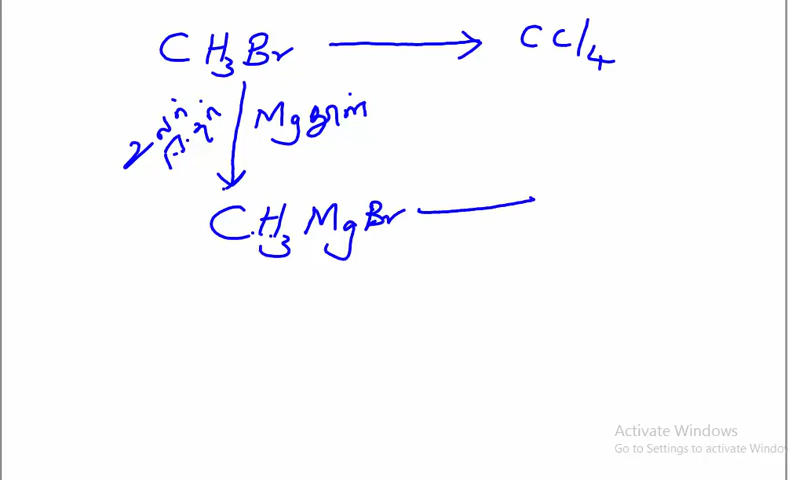 CH3Br → CCl4
Mg
CH3MgBr
Activate Windows
Go to Settings to activate Windo